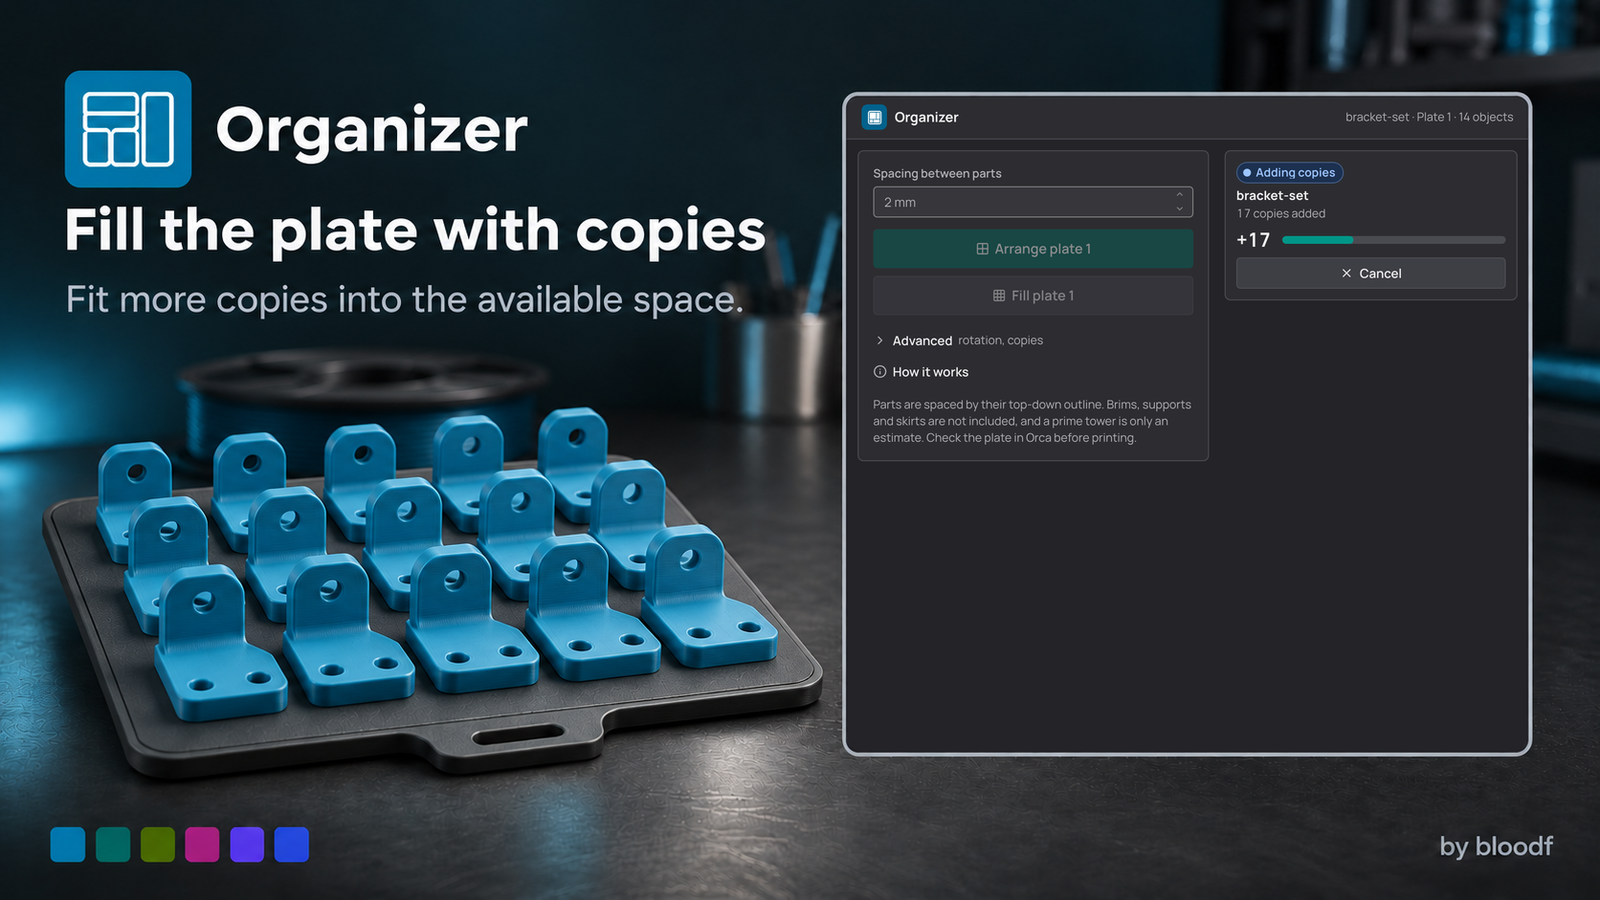 Organizer
Fill the plate with copies
Fit more copies into the available space.
Organizer
bracket-set · Plate 1 · 14 objects
Spacing between parts
2 mm
Arrange plate 1
Fill plate 1
Advanced rotation, copies
How it works
Parts are spaced by their top-down outline. Brims, supports
and skirts are not included, and a prime tower is only an
estimate. Check the plate in Orca before printing.
Adding copies
bracket-set
17 copies added
+17
Cancel
by bloodf